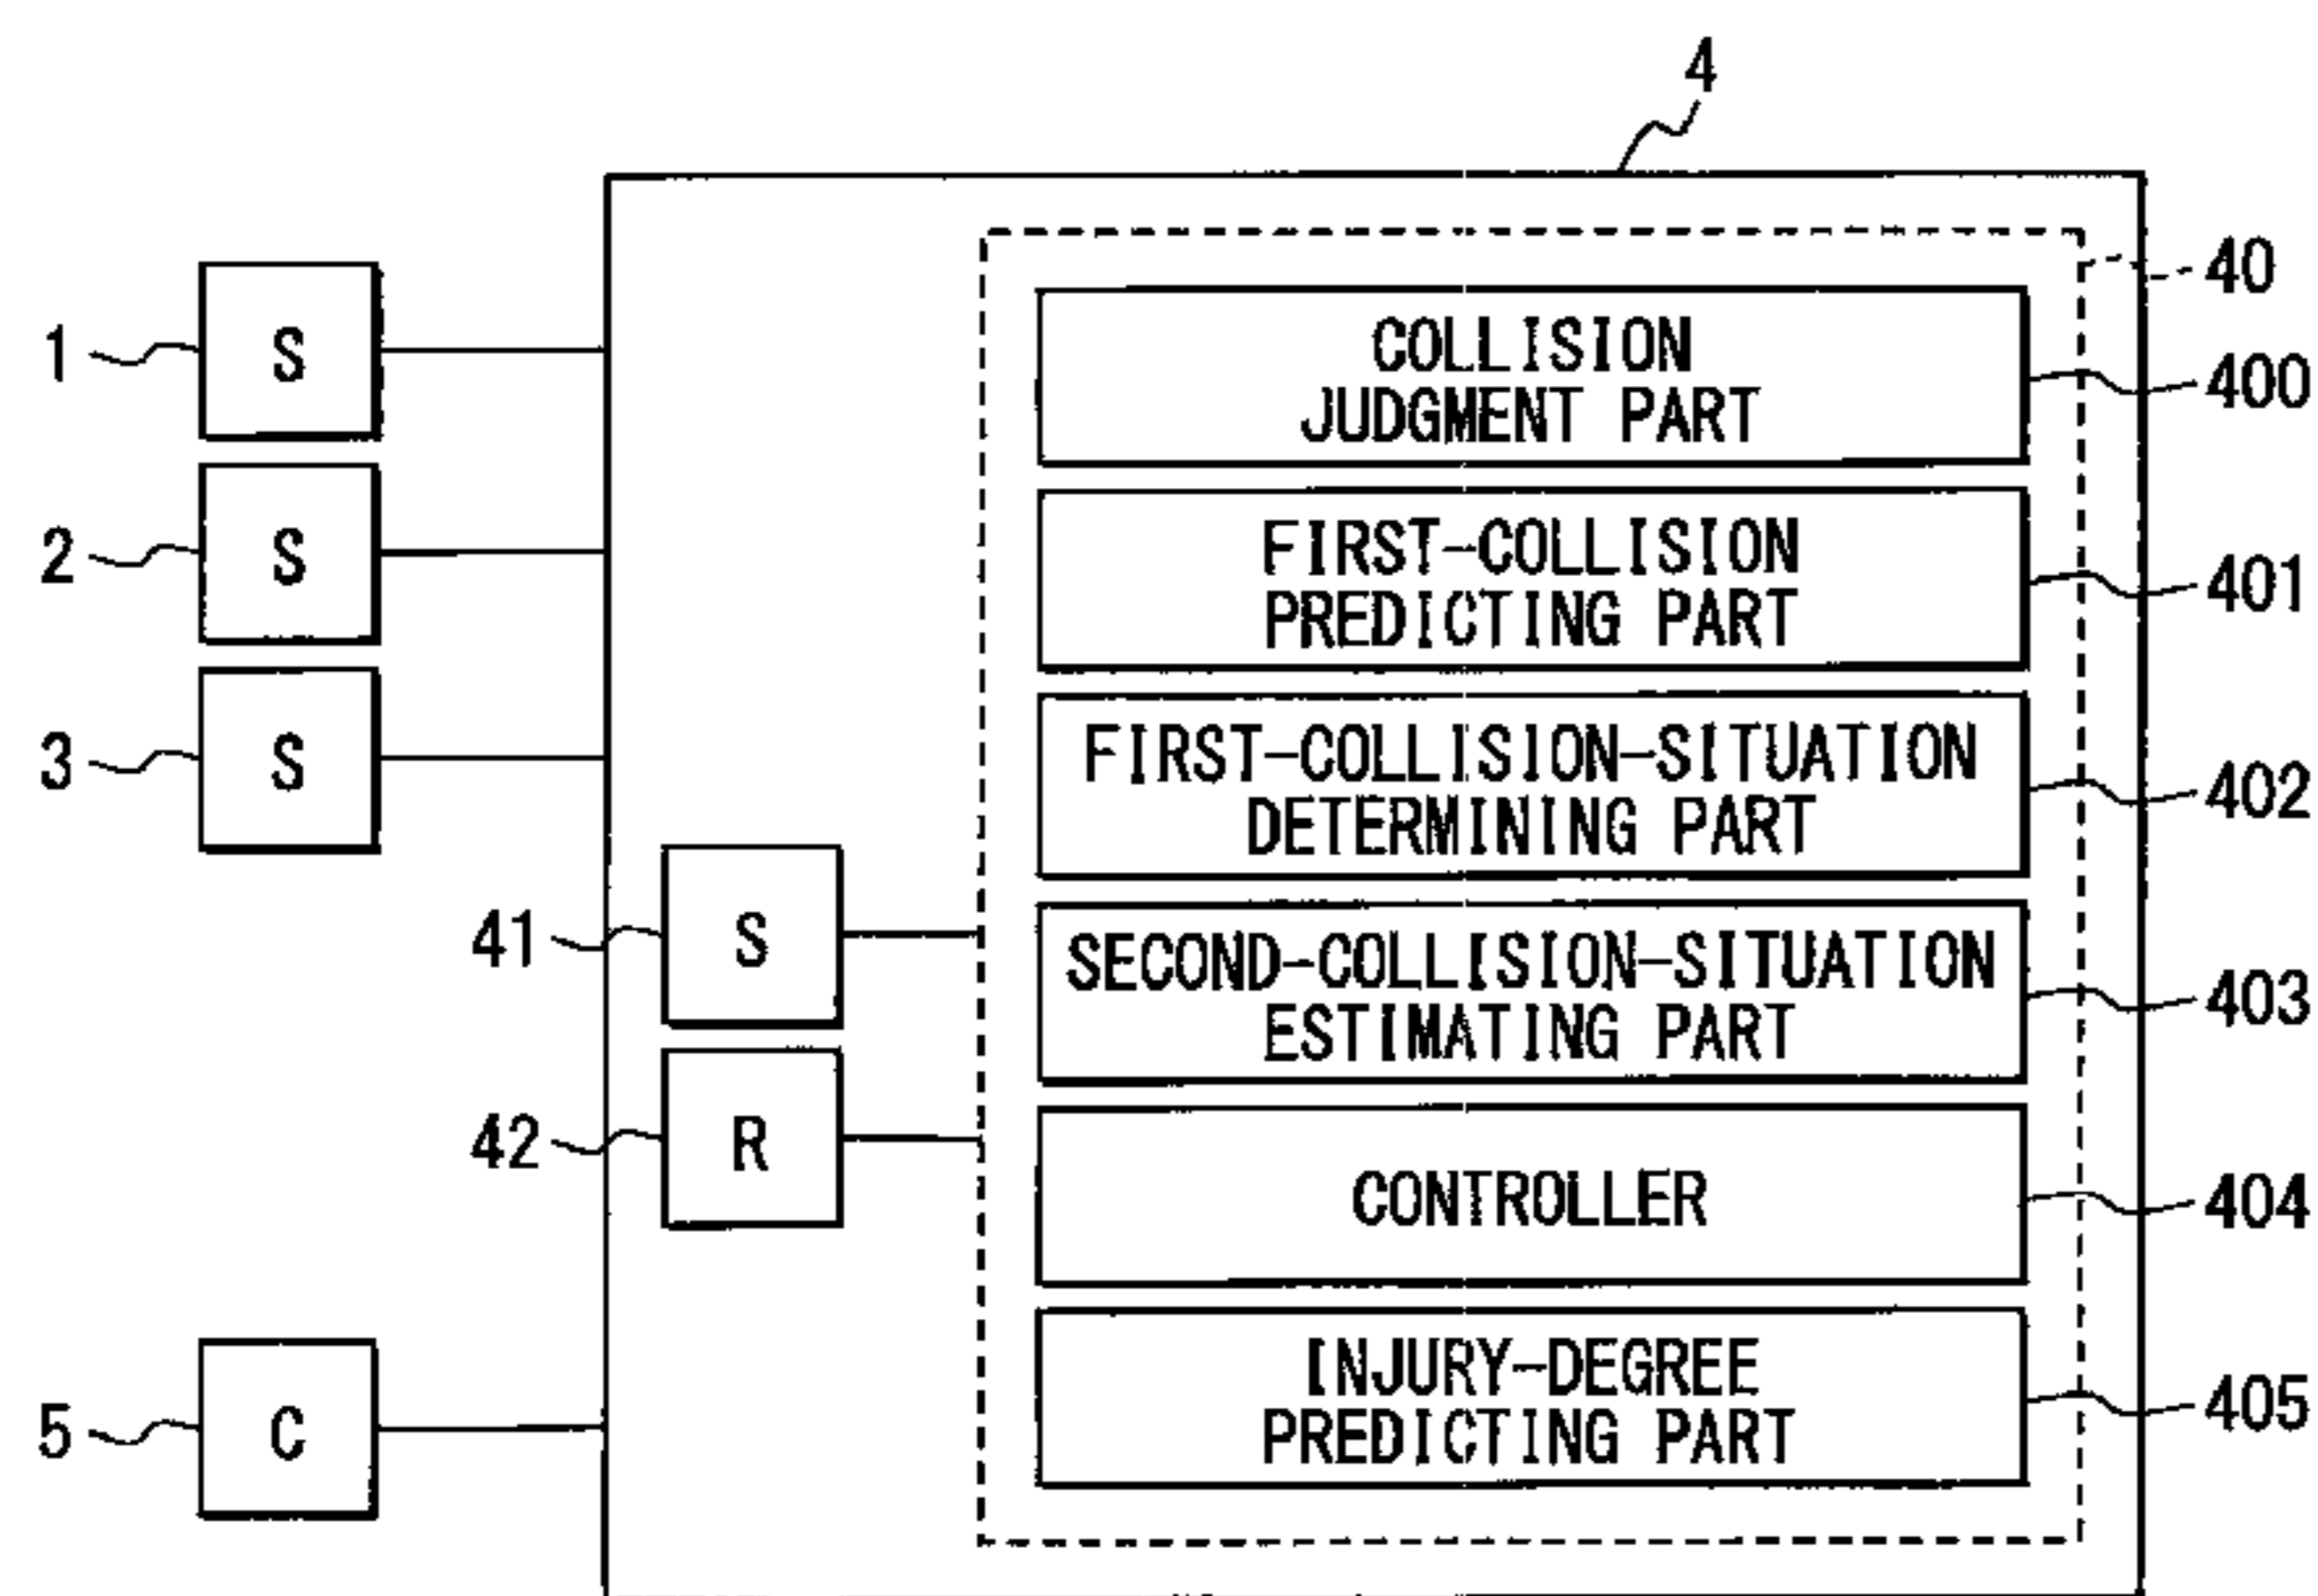 4
40
1
S
COLLISION
JUDGMENT PART
400
2
S
FIRST-COLLISION
PREDICTING PART
401
3
S
FIRST-COLLISION-SITUATION
DETERMINING PART
402
41
S
SECOND-COLLISION-SITUATION
ESTIMATING PART
403
42
R
CONTROLLER
404
5
C
INJURY-DEGREE
PREDICTING PART
405